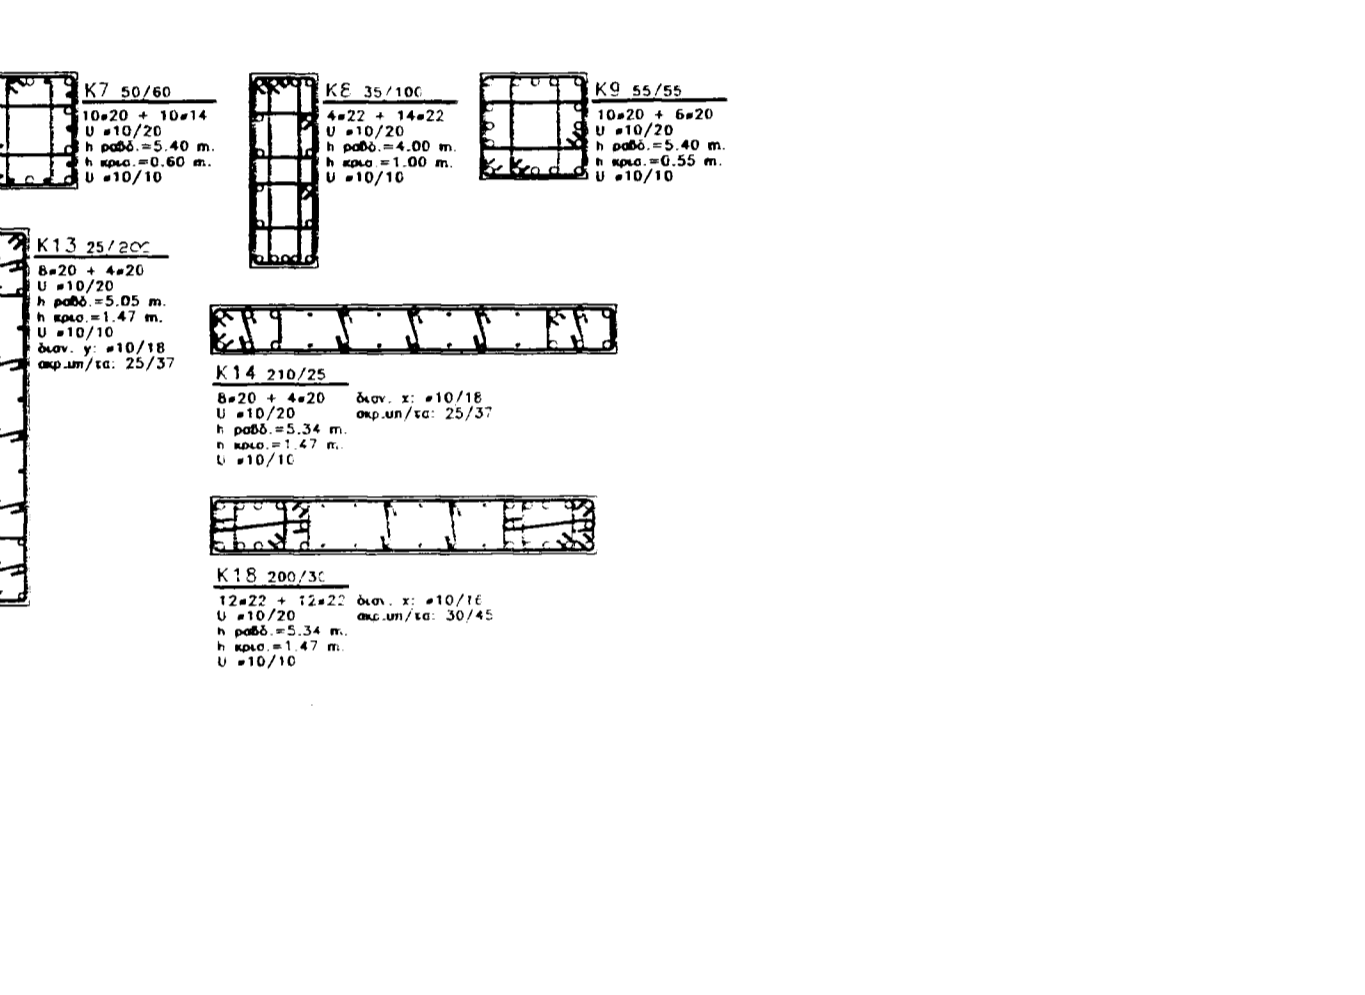 K7 50/60
10ø20 + 10ø14
U ø10/20
h ραβδ.=5.40 m.
h κρισ.=0.60 m.
U ø10/10
K8 35/100
4ø22 + 14ø22
U ø10/20
h ραβδ.=4.00 m.
h κρισ.=1.00 m.
U ø10/10
K9 55/55
10ø20 + 6ø20
U ø10/20
h ραβδ.=5.40 m.
h κρισ.=0.55 m.
U ø10/10
K13 25/200
8ø20 + 4ø20
U ø10/20
h ραβδ.=5.05 m.
h κρισ.=1.47 m.
U ø10/10
διαν. y: ø10/18
ακρ.υπ/τα: 25/37
K14 210/25
8ø20 + 4ø20 διαν. x: ø10/18
U ø10/20 ακρ.υπ/τα: 25/37
h ραβδ.=5.34 m.
h κρισ.=1.47 m.
U ø10/10
K18 200/30
12ø22 + 12ø22 διαν. x: ø10/16
U ø10/20 ακρ.υπ/τα: 30/45
h ραβδ.=5.34 m.
h κρισ.=1.47 m.
U ø10/10